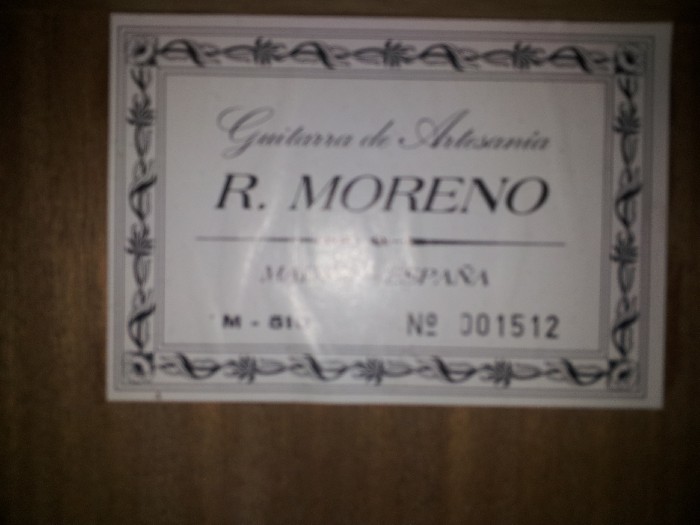 Guitarra de Artesanía
R. MORENO
ESPAÑA
Nº 001512